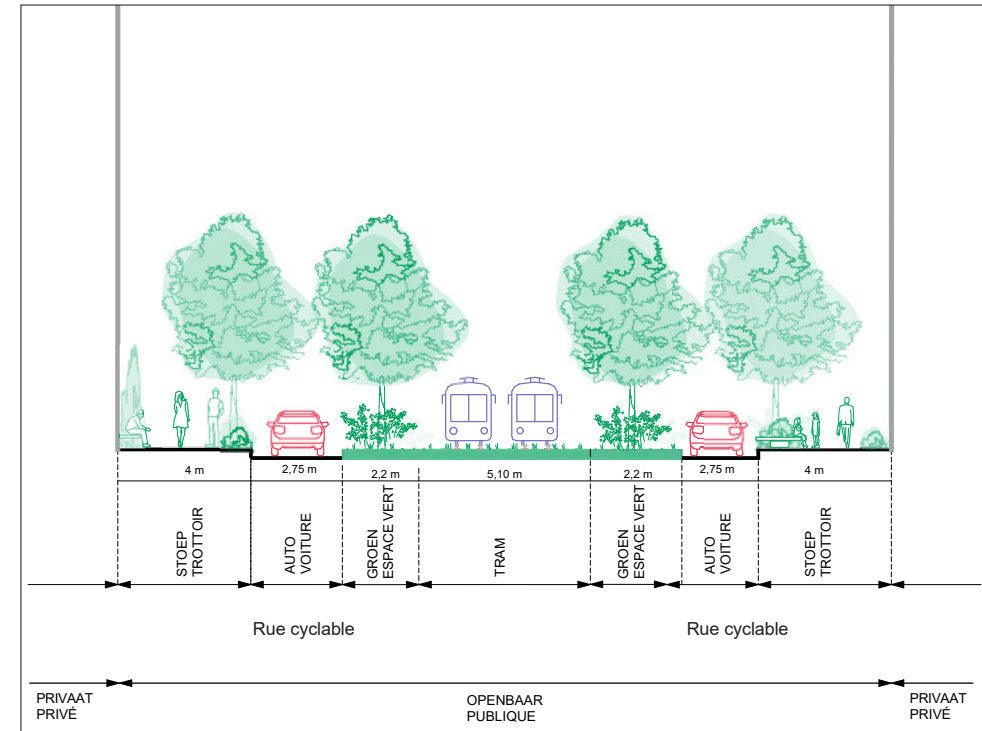 4 m
2,75 m
2,2 m
5,10 m
2,2 m
2,75 m
4 m
STOEP
TROTTOIR
AUTO
VOITURE
GROEN
ESPACE VERT
TRAM
GROEN
ESPACE VERT
AUTO
VOITURE
STOEP
TROTTOIR
Rue cyclable
Rue cyclable
PRIVAAT
PRIVÉ
OPENBAAR
PUBLIQUE
PRIVAAT
PRIVÉ